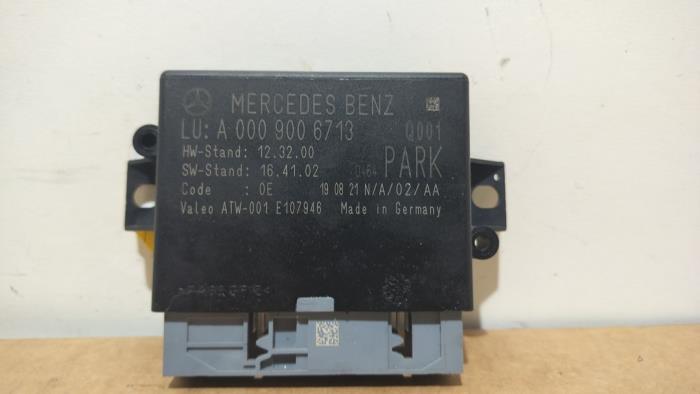 MERCEDES BENZ
LU: A 000 900 6713 Q001
HW-Stand: 12.32.00
SW-Stand: 16.41.02 0464 PARK
Code : 0E 19 08 21 N/A/02/AA
Valeo ATW-001 E107946 Made in Germany